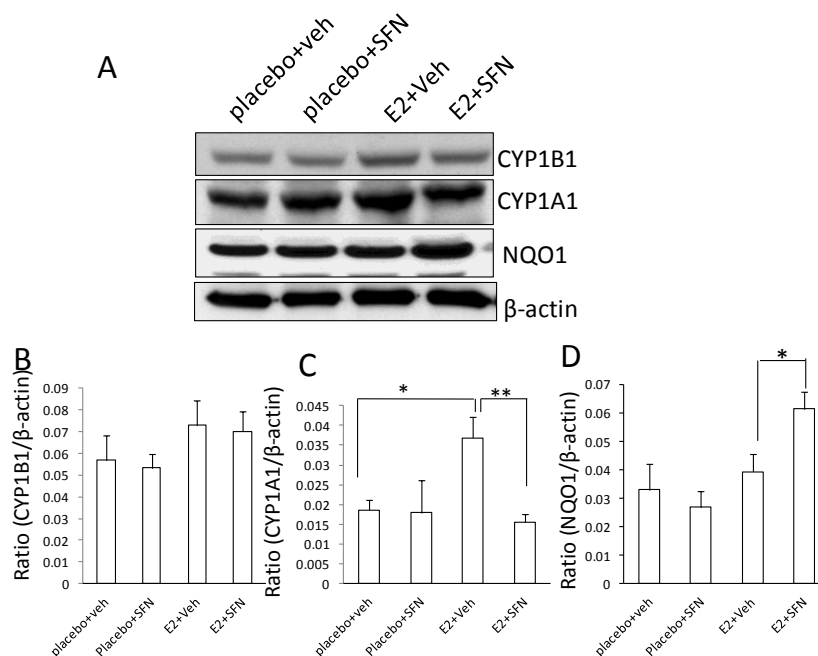 A
placebo+veh
placebo+SFN
E2+Veh
E2+SFN
CYP1B1
CYP1A1
NQO1
β-actin
B
Ratio (CYP1B1/β-actin)
0.09
0.08
0.07
0.06
0.05
0.04
0.03
0.02
0.01
0
placebo+veh
Placebo+SFN
E2+Veh
E2+SFN
C
Ratio (CYP1A1/β-actin)
0.045
0.04
0.035
0.03
0.025
0.02
0.015
0.01
0.005
0
*
**
placebo+veh
Placebo+SFN
E2+Veh
E2+SFN
D
Ratio (NQO1/β-actin)
0.07
0.06
0.05
0.04
0.03
0.02
0.01
0
*
placebo+veh
Placebo+SFN
E2+Veh
E2+SFN